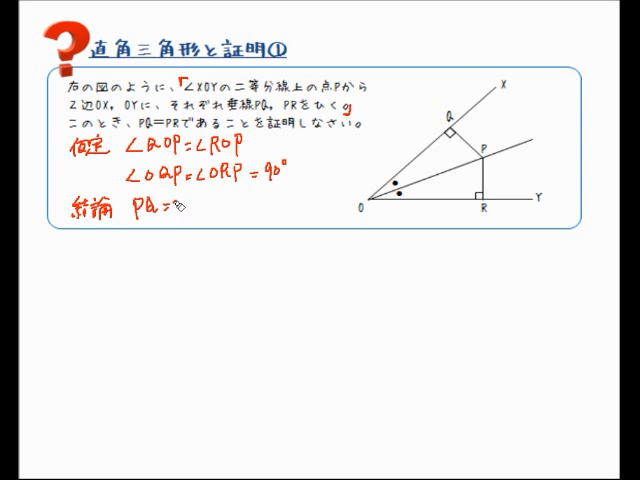 ?
直角三角形と証明①
右の図のように、「∠XOYの二等分線上の点Pから
2辺OX，OYに、それぞれ垂線PQ，PRをひく。」
このとき、PQ＝PRであることを証明しなさい。
仮定 ∠QOP=∠ROP
∠OQP=∠ORP=90°
結論 PQ=
X
Q
P
O
R
Y